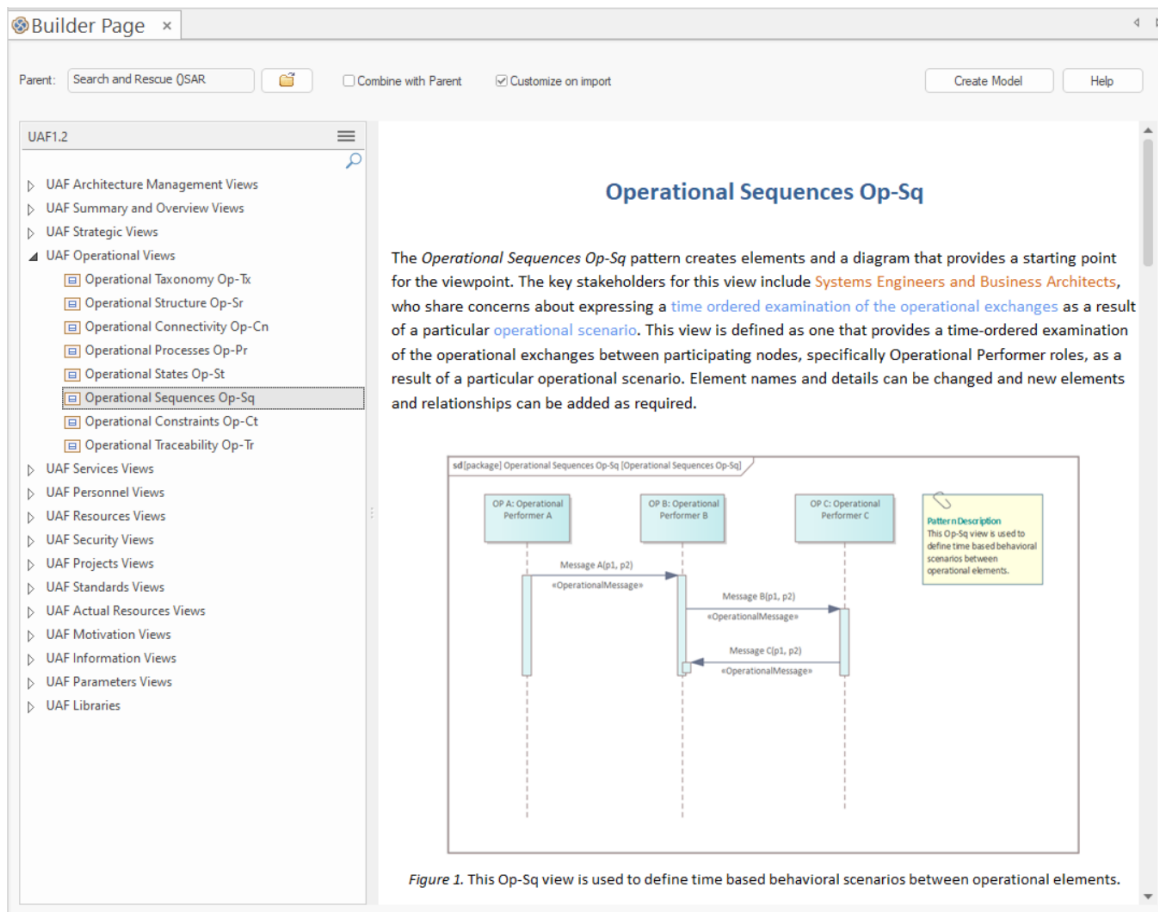 Builder Page ×
Parent: Search and Rescue ()SAR Combine with Parent Customize on import Create Model Help
UAF1.2
UAF Architecture Management Views
UAF Summary and Overview Views
UAF Strategic Views
UAF Operational Views
Operational Taxonomy Op-Tx
Operational Structure Op-Sr
Operational Connectivity Op-Cn
Operational Processes Op-Pr
Operational States Op-St
Operational Sequences Op-Sq
Operational Constraints Op-Ct
Operational Traceability Op-Tr
UAF Services Views
UAF Personnel Views
UAF Resources Views
UAF Security Views
UAF Projects Views
UAF Standards Views
UAF Actual Resources Views
UAF Motivation Views
UAF Information Views
UAF Parameters Views
UAF Libraries
Operational Sequences Op-Sq
The Operational Sequences Op-Sq pattern creates elements and a diagram that provides a starting point
for the viewpoint. The key stakeholders for this view include Systems Engineers and Business Architects,
who share concerns about expressing a time ordered examination of the operational exchanges as a result
of a particular operational scenario. This view is defined as one that provides a time-ordered examination
of the operational exchanges between participating nodes, specifically Operational Performer roles, as a
result of a particular operational scenario. Element names and details can be changed and new elements
and relationships can be added as required.
sd [package] Operational Sequences Op-Sq [Operational Sequences Op-Sq]
OP A: Operational
Performer A
OP B: Operational
Performer B
OP C: Operational
Performer C
Pattern Description
This Op-Sq view is used to
define time based behavioral
scenarios between
operational elements.
Message A(p1, p2)
«OperationalMessage»
Message B(p1, p2)
«OperationalMessage»
Message C(p1, p2)
«OperationalMessage»
Figure 1. This Op-Sq view is used to define time based behavioral scenarios between operational elements.